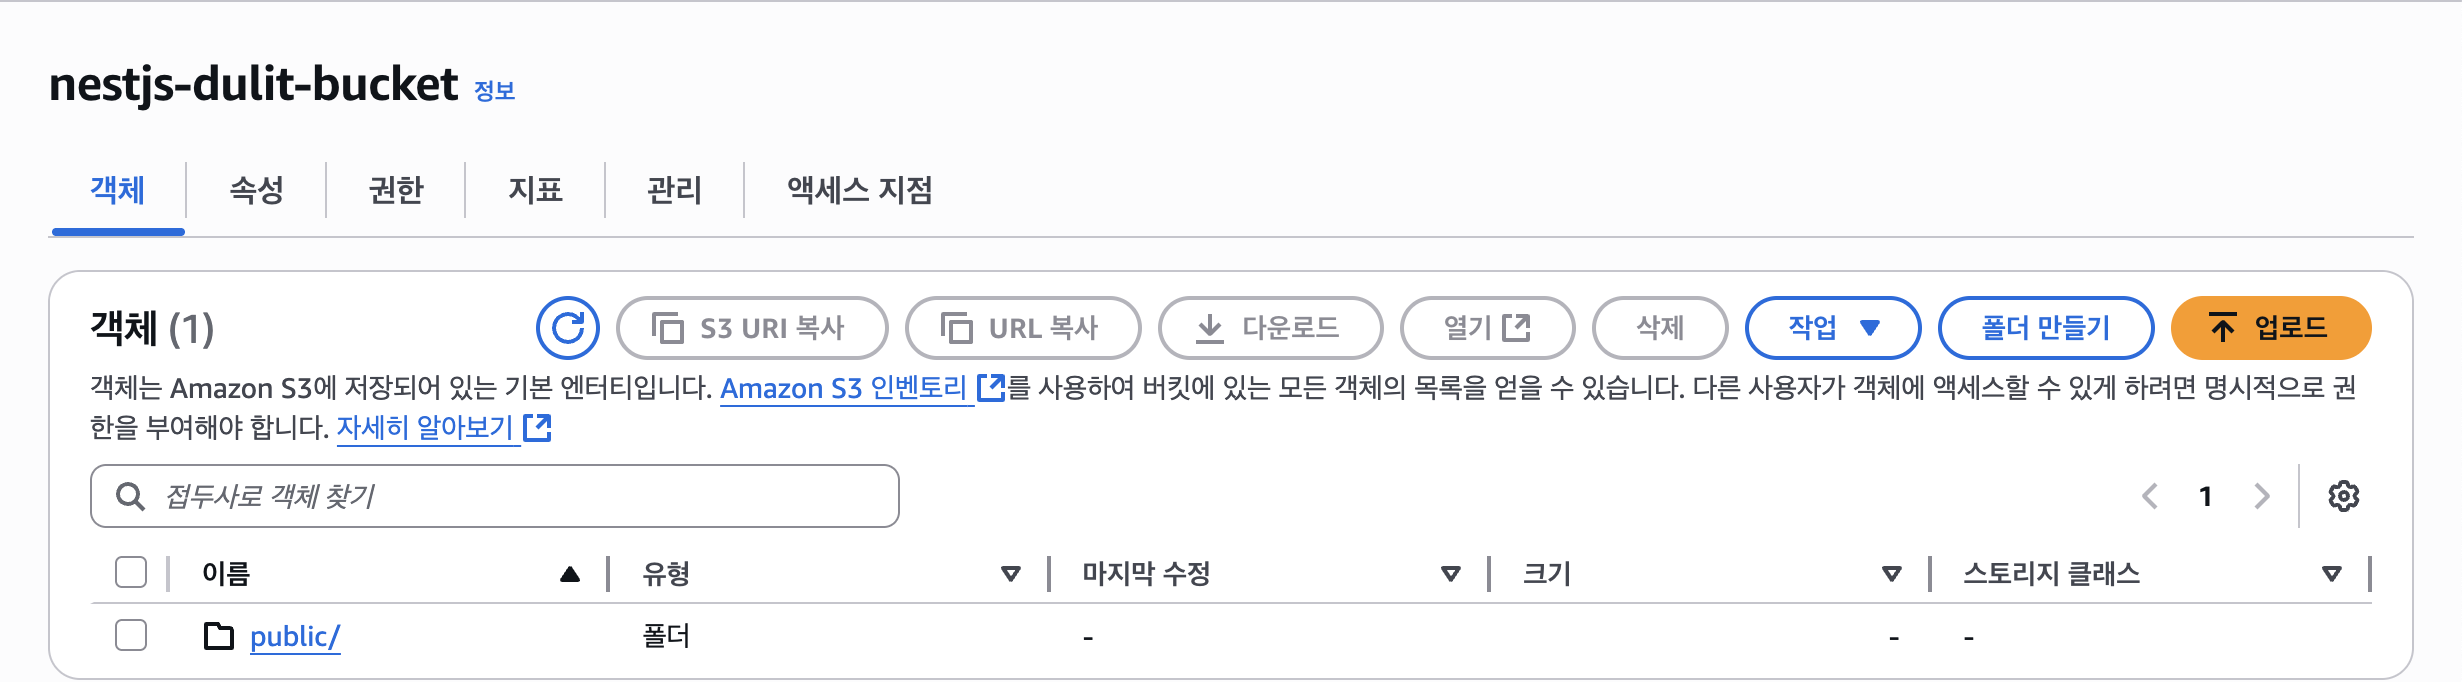 nestjs-dulit-bucket 정보
객체 속성 권한 지표 관리 액세스 지점
객체 (1) S3 URI 복사 URL 복사 다운로드 열기 삭제 작업 폴더 만들기 업로드
객체는 Amazon S3에 저장되어 있는 기본 엔터티입니다. Amazon S3 인벤토리 를 사용하여 버킷에 있는 모든 객체의 목록을 얻을 수 있습니다. 다른 사용자가 객체에 액세스할 수 있게 하려면 명시적으로 권
한을 부여해야 합니다. 자세히 알아보기
접두사로 객체 찾기 1
이름 유형 마지막 수정 크기 스토리지 클래스
public/ 폴더 - - -